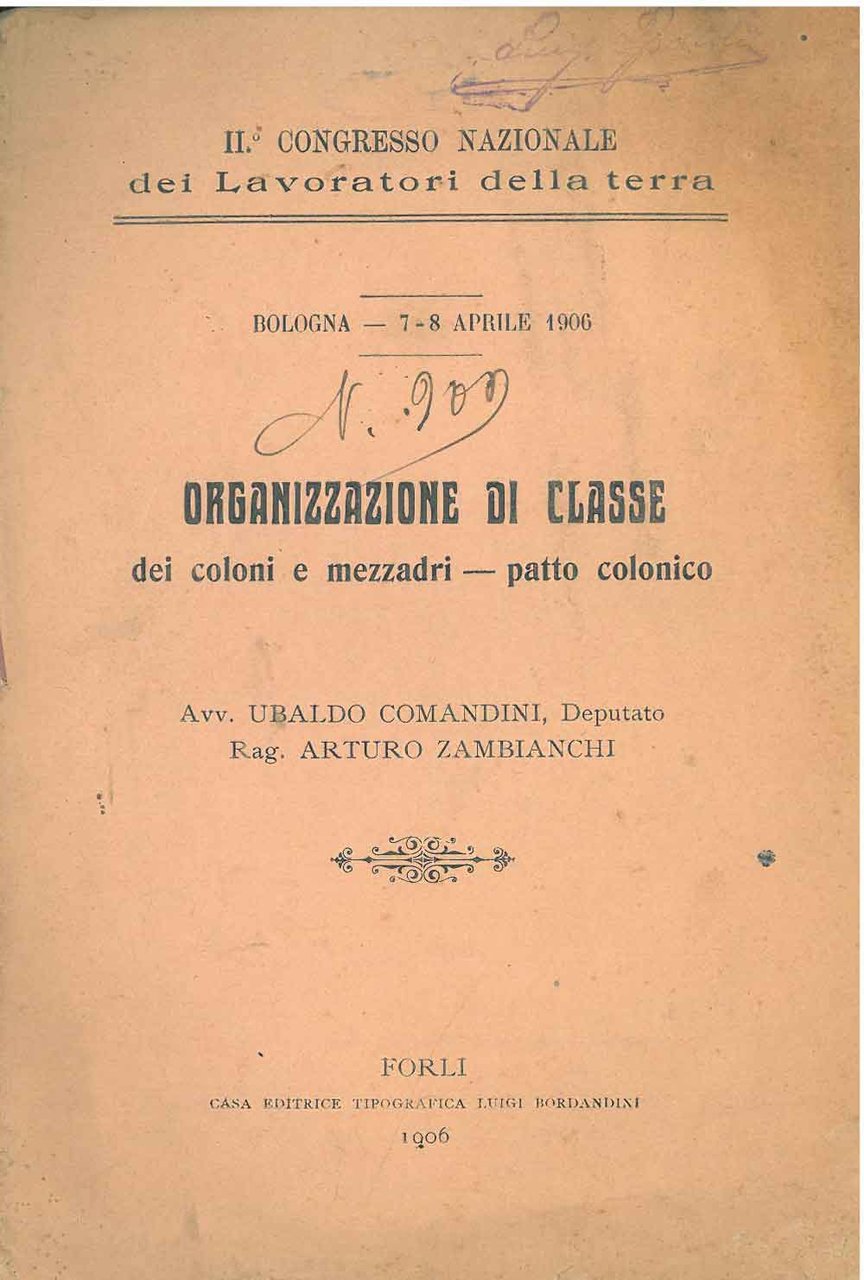 II.º CONGRESSO NAZIONALE
dei Lavoratori della terra
BOLOGNA — 7-8 APRILE 1906
N. 909
ORGANIZZAZIONE DI CLASSE
dei coloni e mezzadri — patto colonico
Avv. UBALDO COMANDINI, Deputato
Rag. ARTURO ZAMBIANCHI
FORLI
CASA EDITRICE TIPOGRAFICA LUIGI BORDANDINI
1906